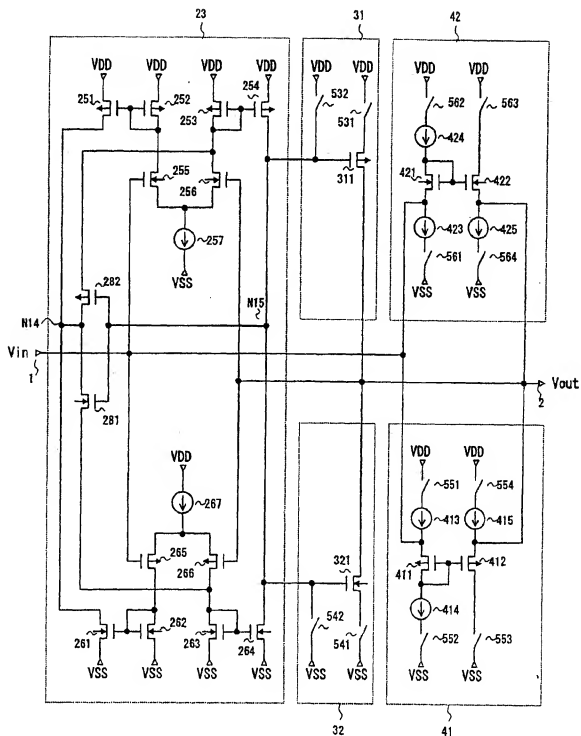 23
31
42
VDD VDD VDD 254 VDD
VDD VDD
VDD VDD
251 252 253
532 531
562 563
424
311
255 256
421 422
257
423 425
VSS
561 564
VSS VSS
282
N14
N15
Vin
1
Vout
2
281
VDD
267
VDD VDD
551 554
413 415
265 266
321
411 412
414
261 262 263 264
542 541
552 553
VSS VSS VSS VSS
VSS VSS
VSS VSS
32
41